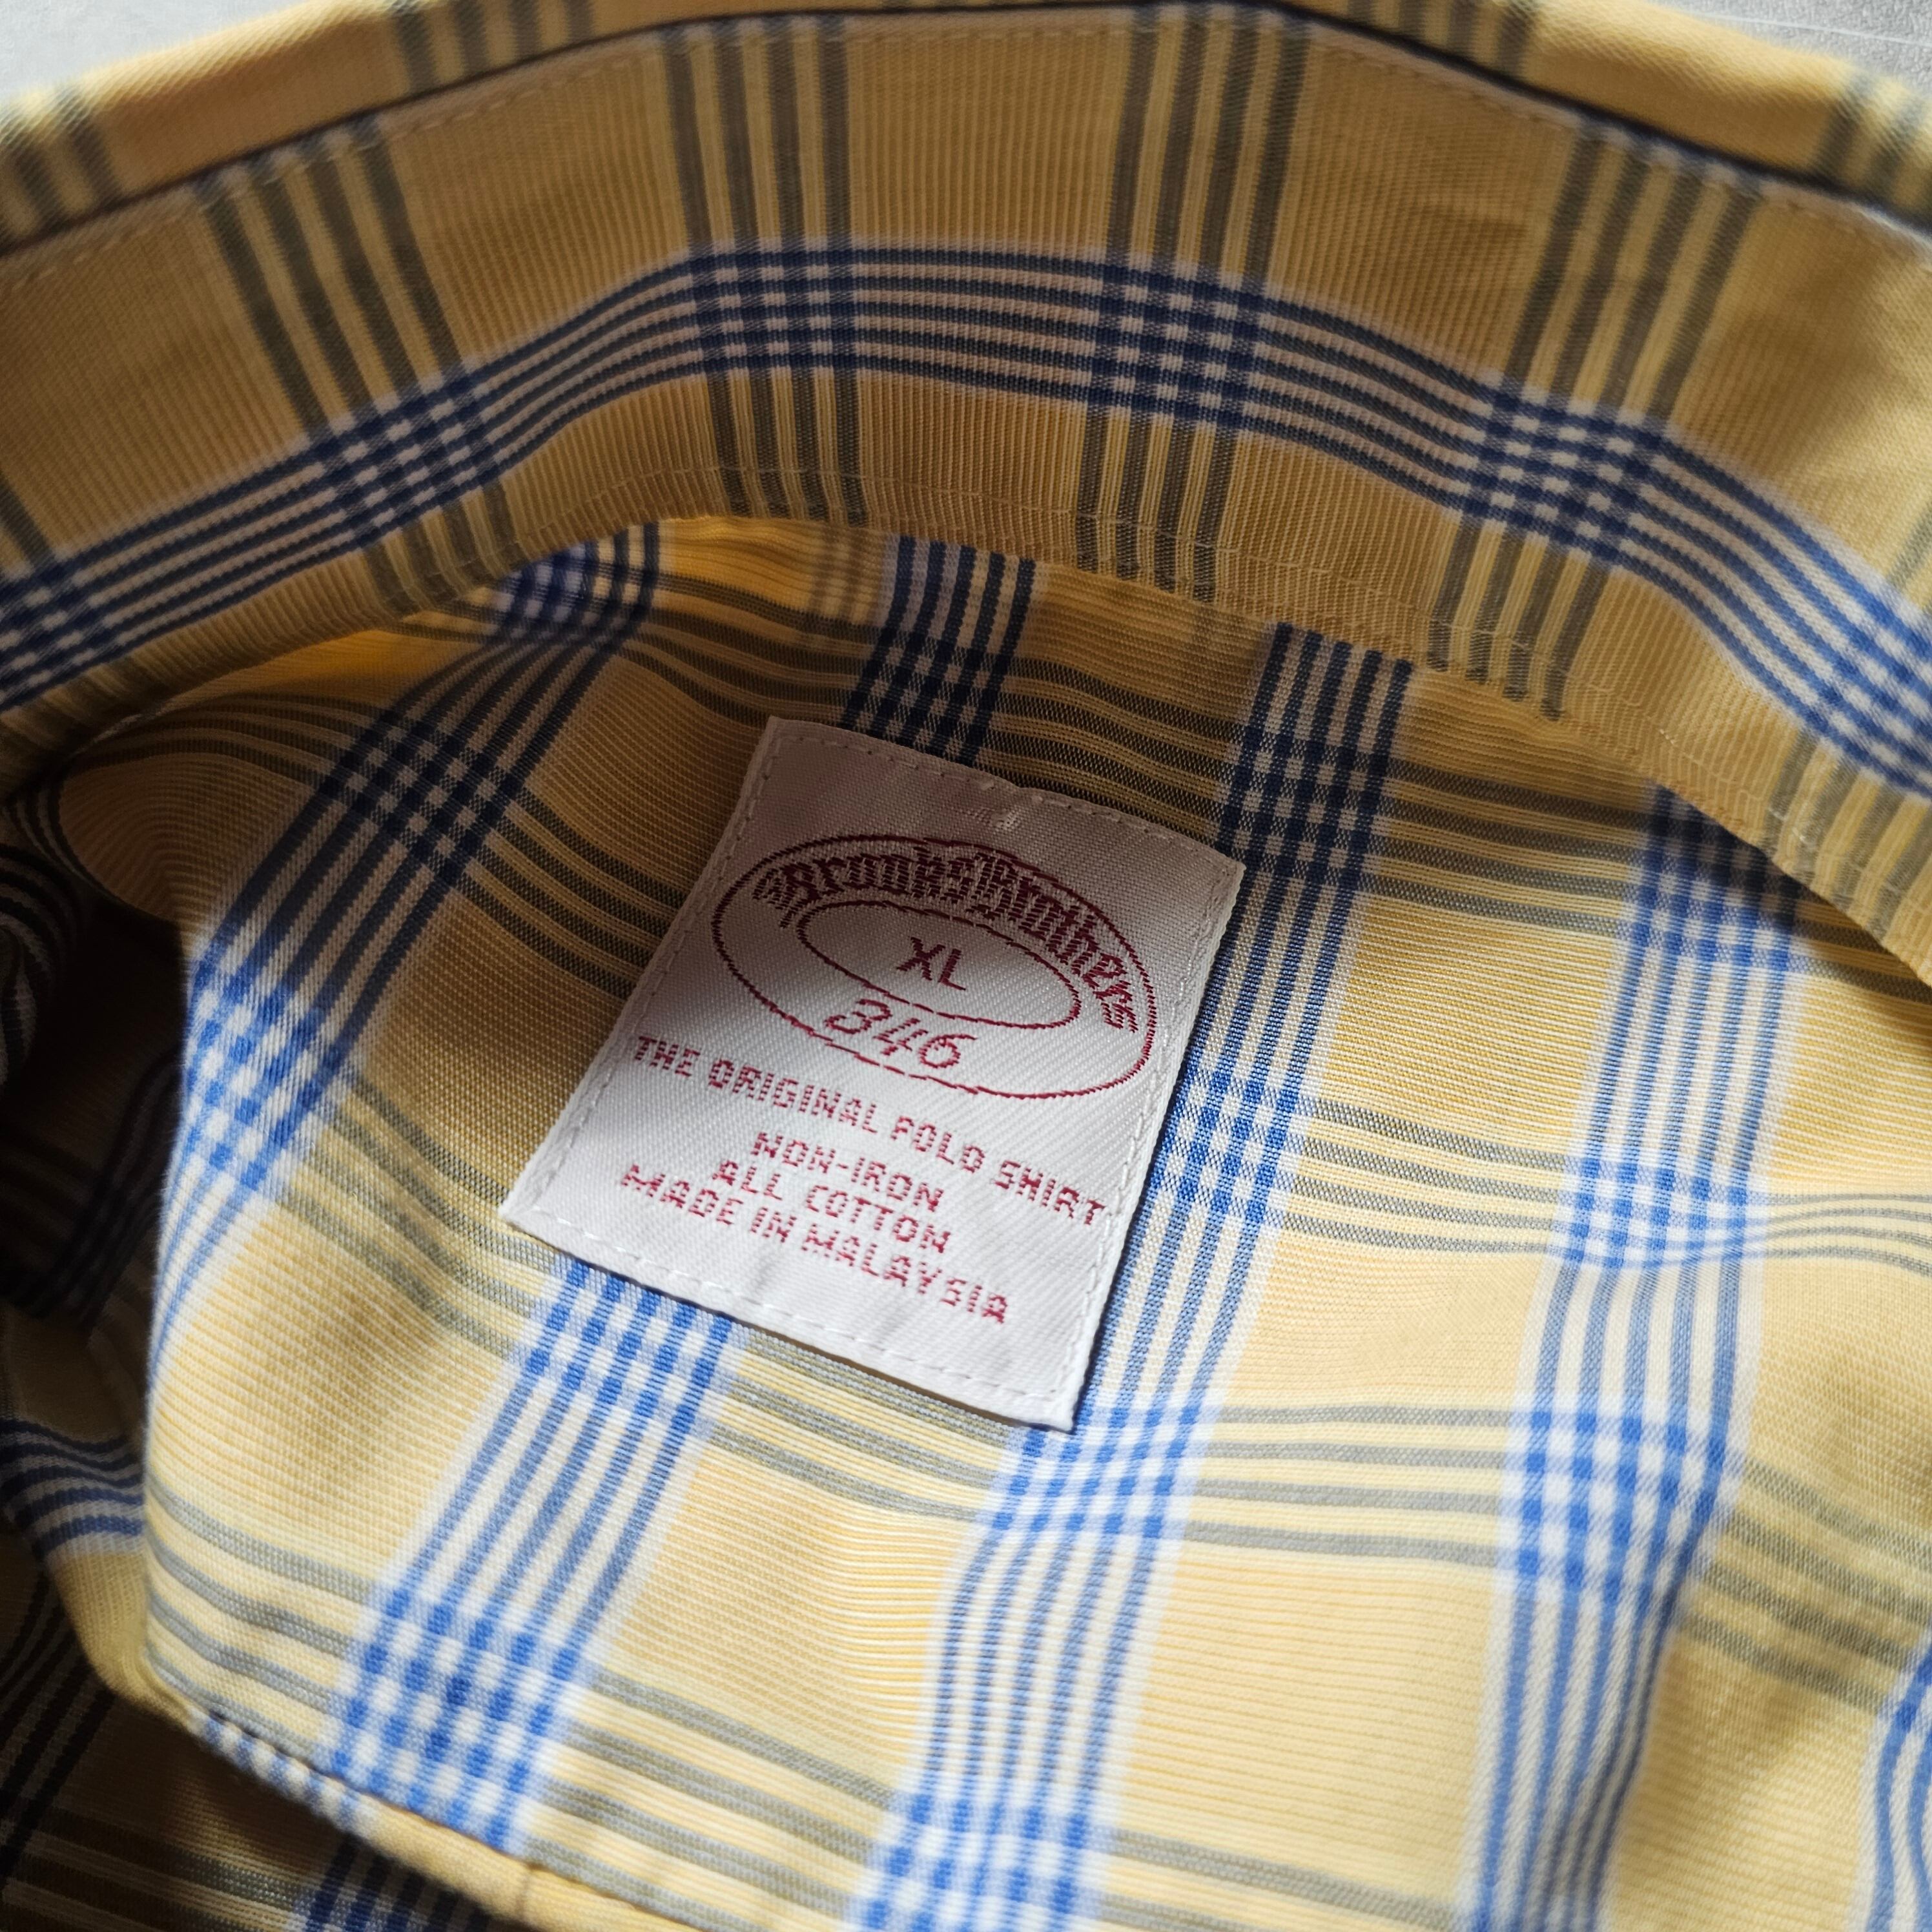 Brooks Brothers
XL
346
THE ORIGINAL POLO SHIRT
NON-IRON
ALL COTTON
MADE IN MALAYSIA